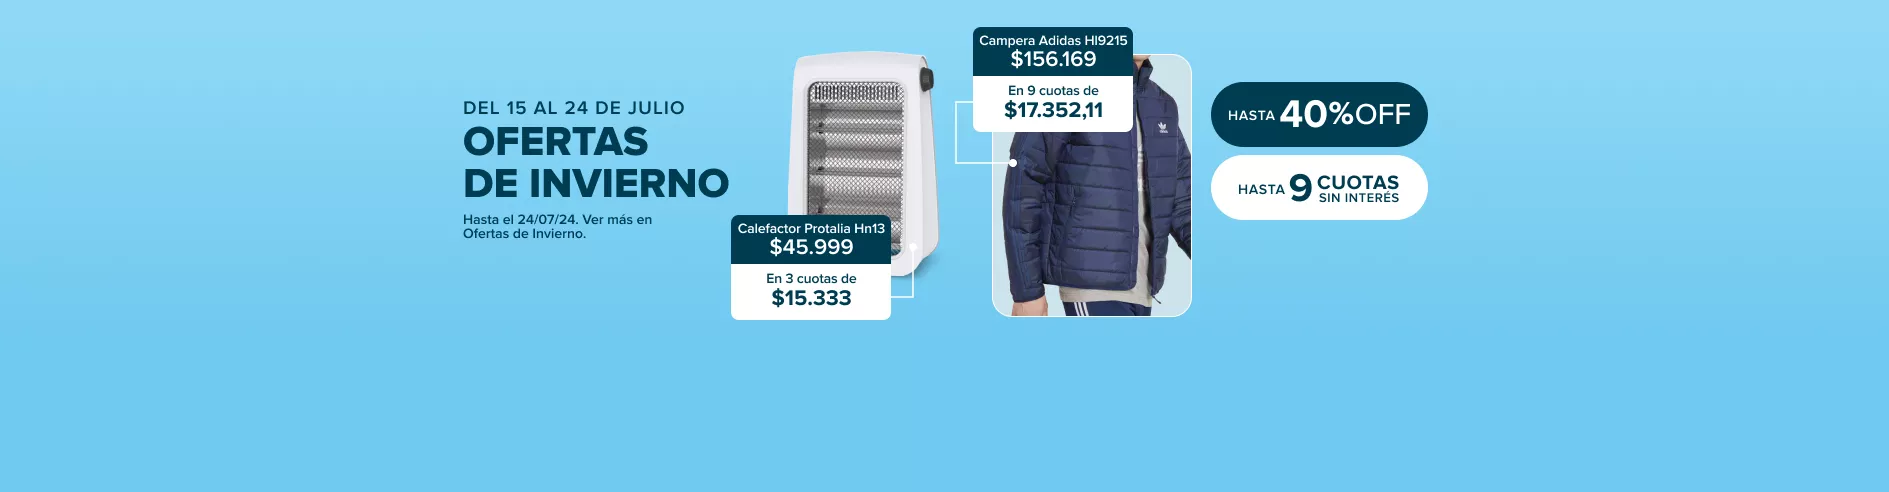 DEL 15 AL 24 DE JULIO
OFERTAS
DE INVIERNO
Hasta el 24/07/24. Ver más en
Ofertas de Invierno.
Calefactor Protalia Hn13
$45.999
En 3 cuotas de
$15.333
Campera Adidas Hl9215
$156.169
En 9 cuotas de
$17.352,11
HASTA 40%OFF
HASTA 9 CUOTAS
SIN INTERÉS